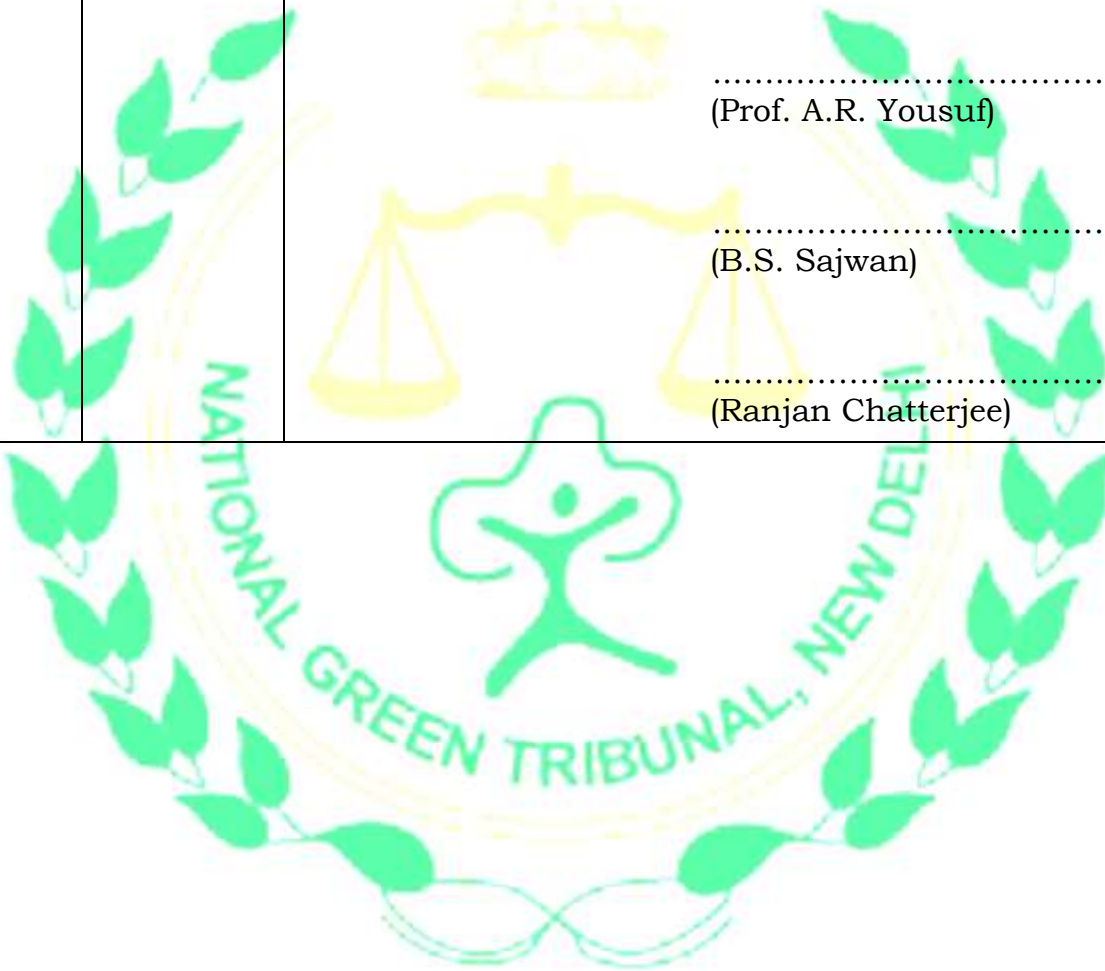 .....................................
(Prof. A.R. Yousuf)
.....................................
(B.S. Sajwan)
.....................................
(Ranjan Chatterjee)
NATIONAL GREEN TRIBUNAL, NEW DELHI